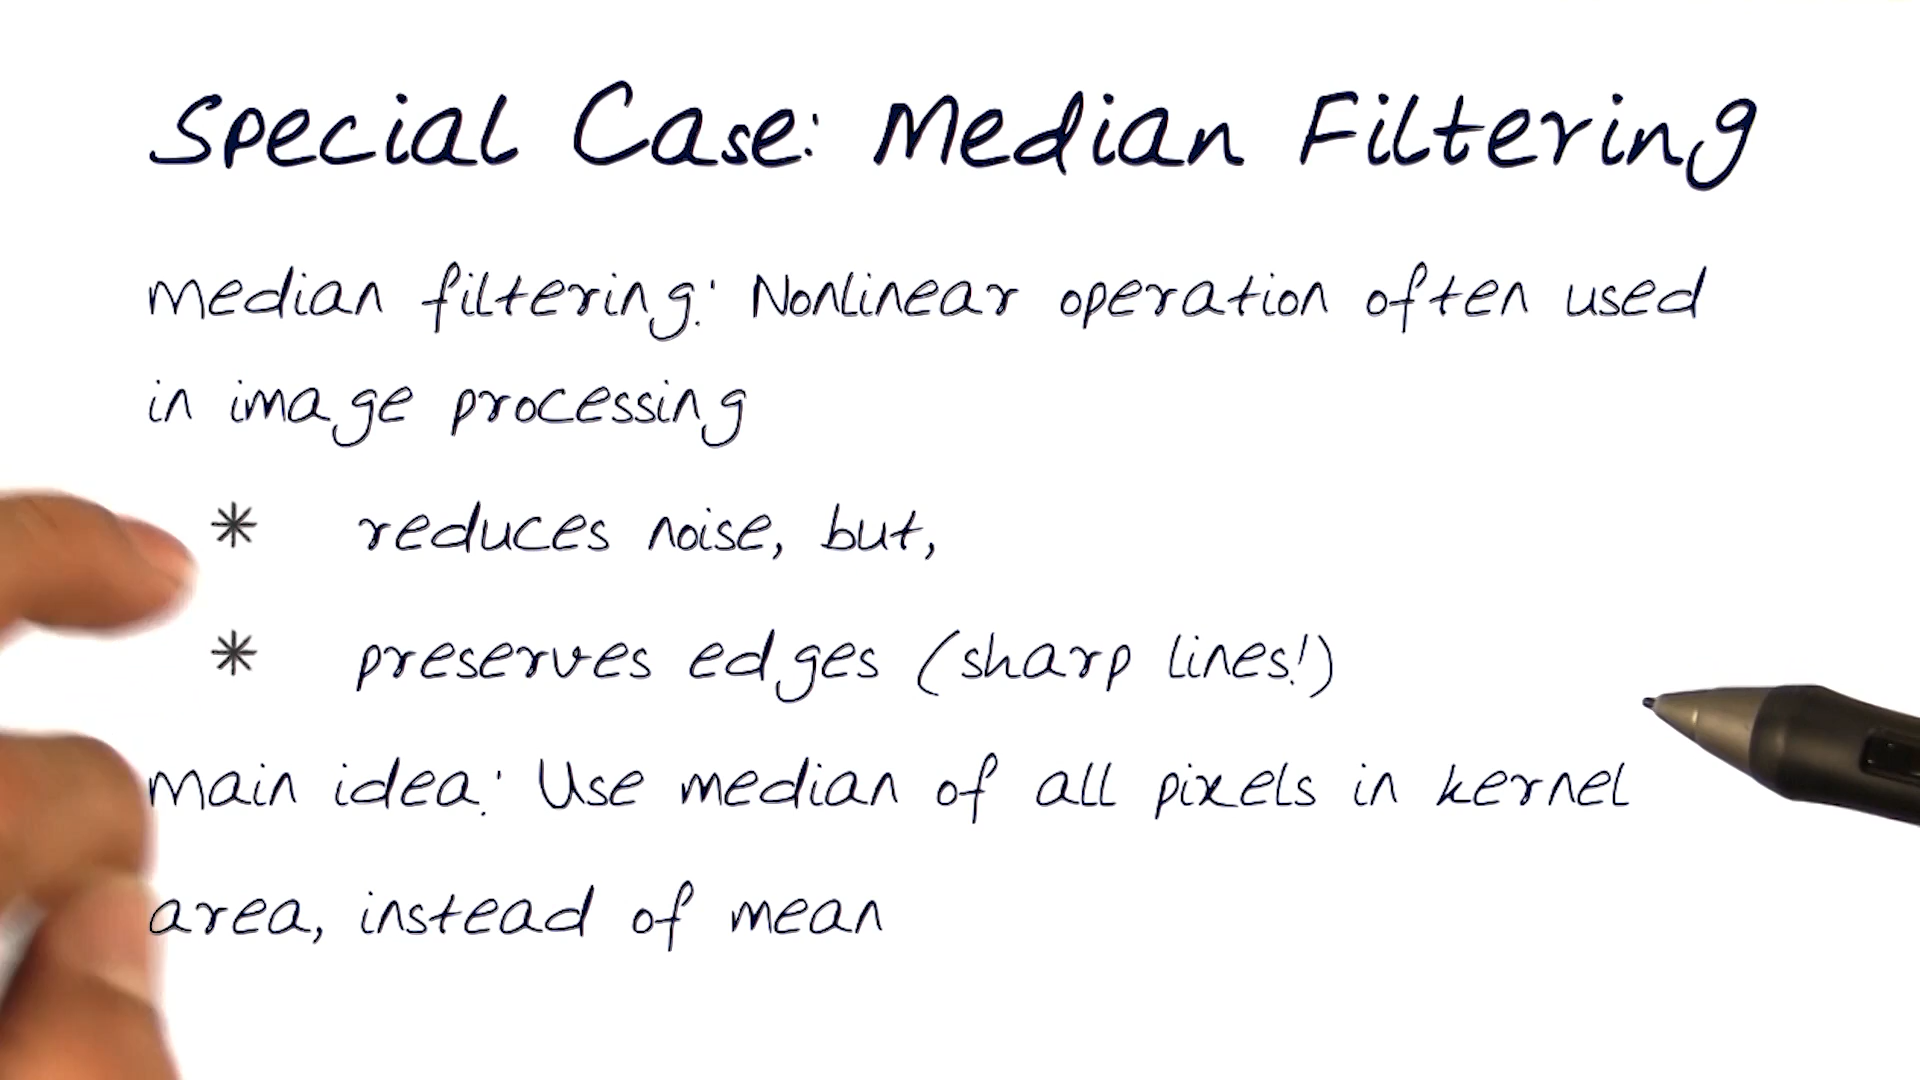 Special Case: Median Filtering
median filtering: Nonlinear operation often used
in image processing
* reduces noise, but,
* preserves edges (sharp lines!)
main idea: Use median of all pixels in kernel
area, instead of mean